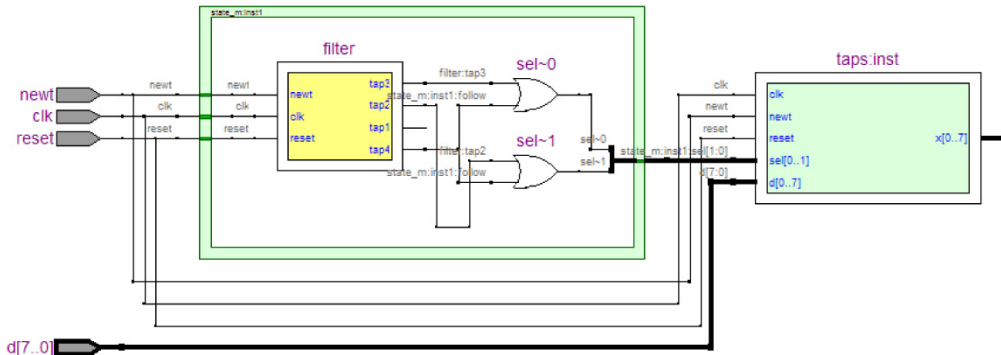 state_m:inst1
filter
sel~0
taps:inst
newt
clk
reset
d[7..0]
newt
clk
reset
newt
clk
reset
newt
clk
reset
tap3
tap2
tap1
tap4
filter:tap3
state_m:inst1:follow
filter:tap2
state_m:inst1:follow
sel~1
sel~0
sel~1
state_m:inst1:sel[1:0]
d[7:0]
clk
newt
reset
clk
newt
reset
sel[0..1]
d[0..7]
x[0..7]